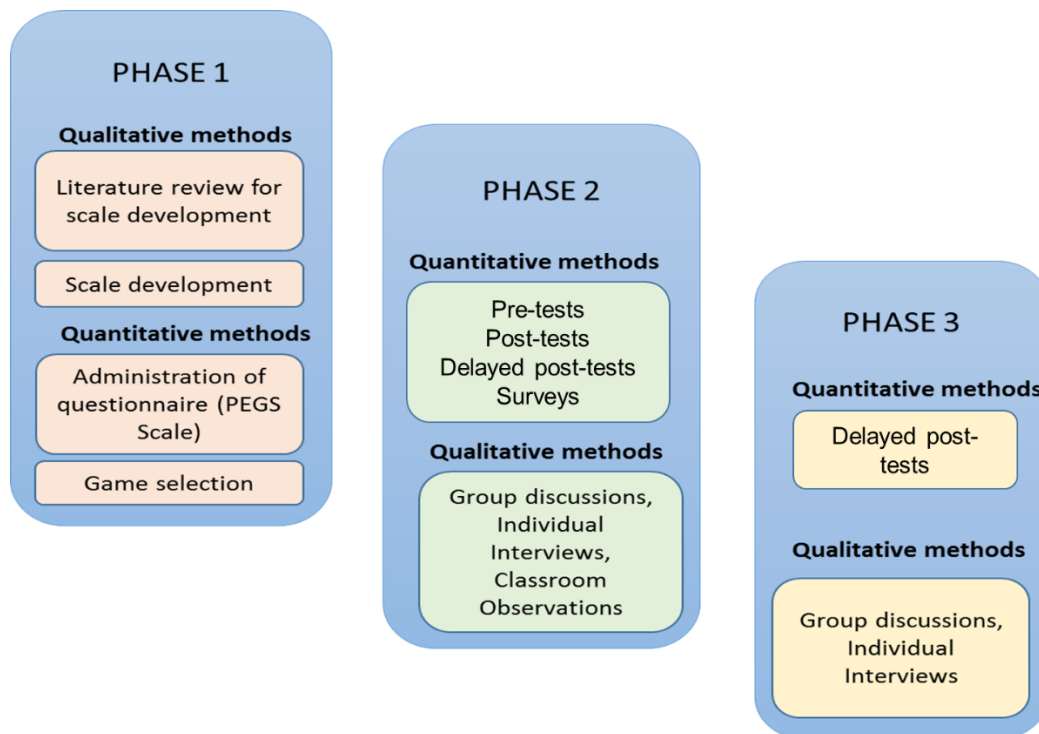 PHASE 1
Qualitative methods
Literature review for
scale development
Scale development
Quantitative methods
Administration of
questionnaire (PEGS
Scale)
Game selection
PHASE 2
Quantitative methods
Pre-tests
Post-tests
Delayed post-tests
Surveys
Qualitative methods
Group discussions,
Individual
Interviews,
Classroom
Observations
PHASE 3
Quantitative methods
Delayed post-
tests
Qualitative methods
Group discussions,
Individual
Interviews